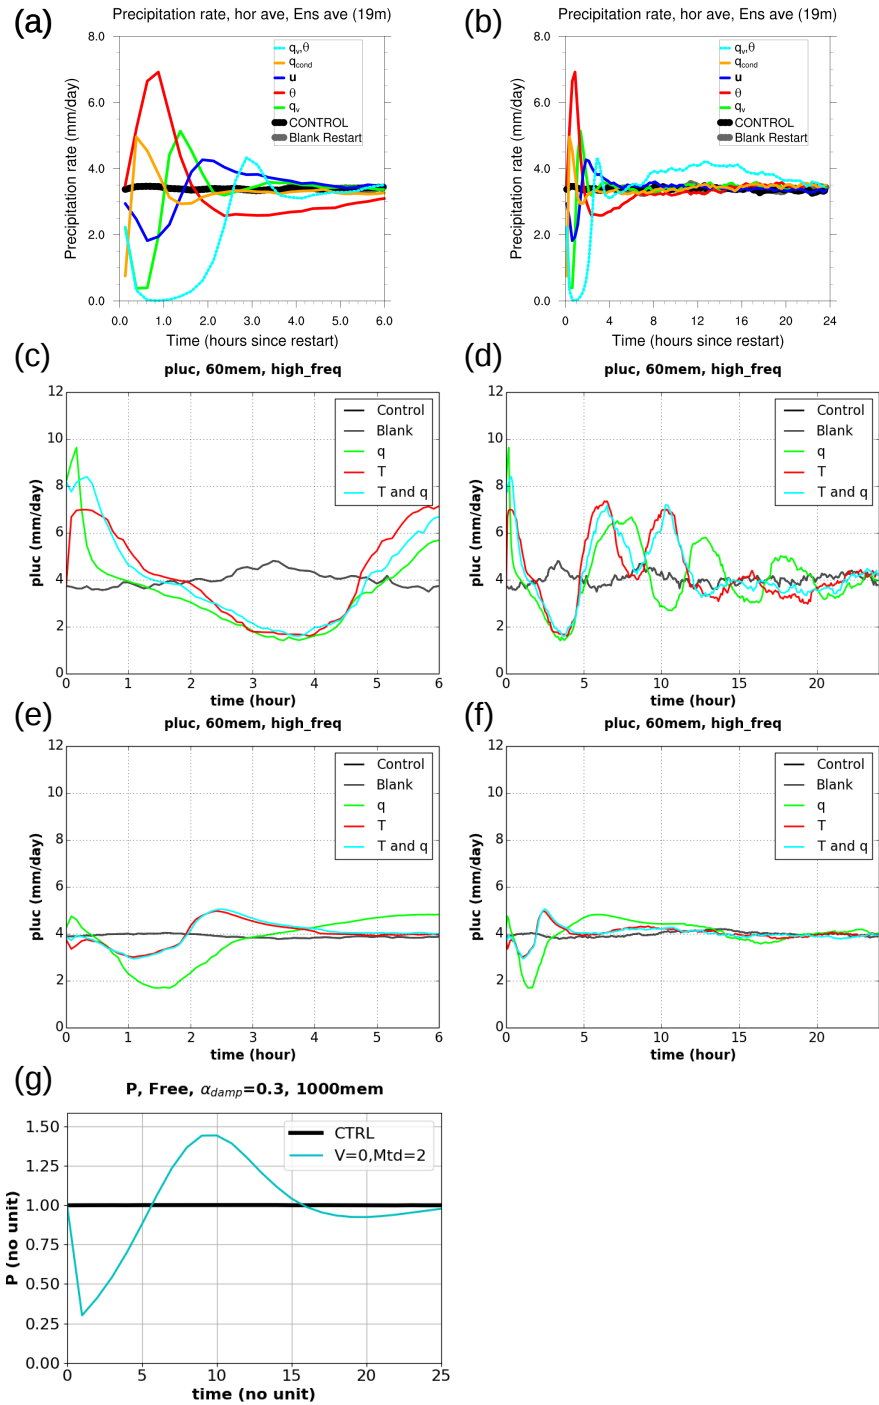 (a)
Precipitation rate, hor ave, Ens ave (19m)
8.0
6.0
4.0
2.0
0.0
Precipitation rate (mm/day)
qv,θ
qcond
u
θ
qv
CONTROL
Blank Restart
0.0 1.0 2.0 3.0 4.0 5.0 6.0
Time (hours since restart)
(b)
Precipitation rate, hor ave, Ens ave (19m)
8.0
6.0
4.0
2.0
0.0
Precipitation rate (mm/day)
qv,θ
qcond
u
θ
qv
CONTROL
Blank Restart
0 4 8 12 16 20 24
Time (hours since restart)
(c)
pluc, 60mem, high_freq
12
10
8
6
4
2
0
pluc (mm/day)
Control
Blank
q
T
T and q
0 1 2 3 4 5 6
time (hour)
(d)
pluc, 60mem, high_freq
12
10
8
6
4
2
0
pluc (mm/day)
Control
Blank
q
T
T and q
0 5 10 15 20
time (hour)
(e)
pluc, 60mem, high_freq
12
10
8
6
4
2
0
pluc (mm/day)
Control
Blank
q
T
T and q
0 1 2 3 4 5 6
time (hour)
(f)
pluc, 60mem, high_freq
12
10
8
6
4
2
0
pluc (mm/day)
Control
Blank
q
T
T and q
0 5 10 15 20
time (hour)
(g)
P, Free, αdamp=0.3, 1000mem
1.50
1.25
1.00
0.75
0.50
0.25
0.00
P (no unit)
CTRL
V=0,Mtd=2
0 5 10 15 20 25
time (no unit)